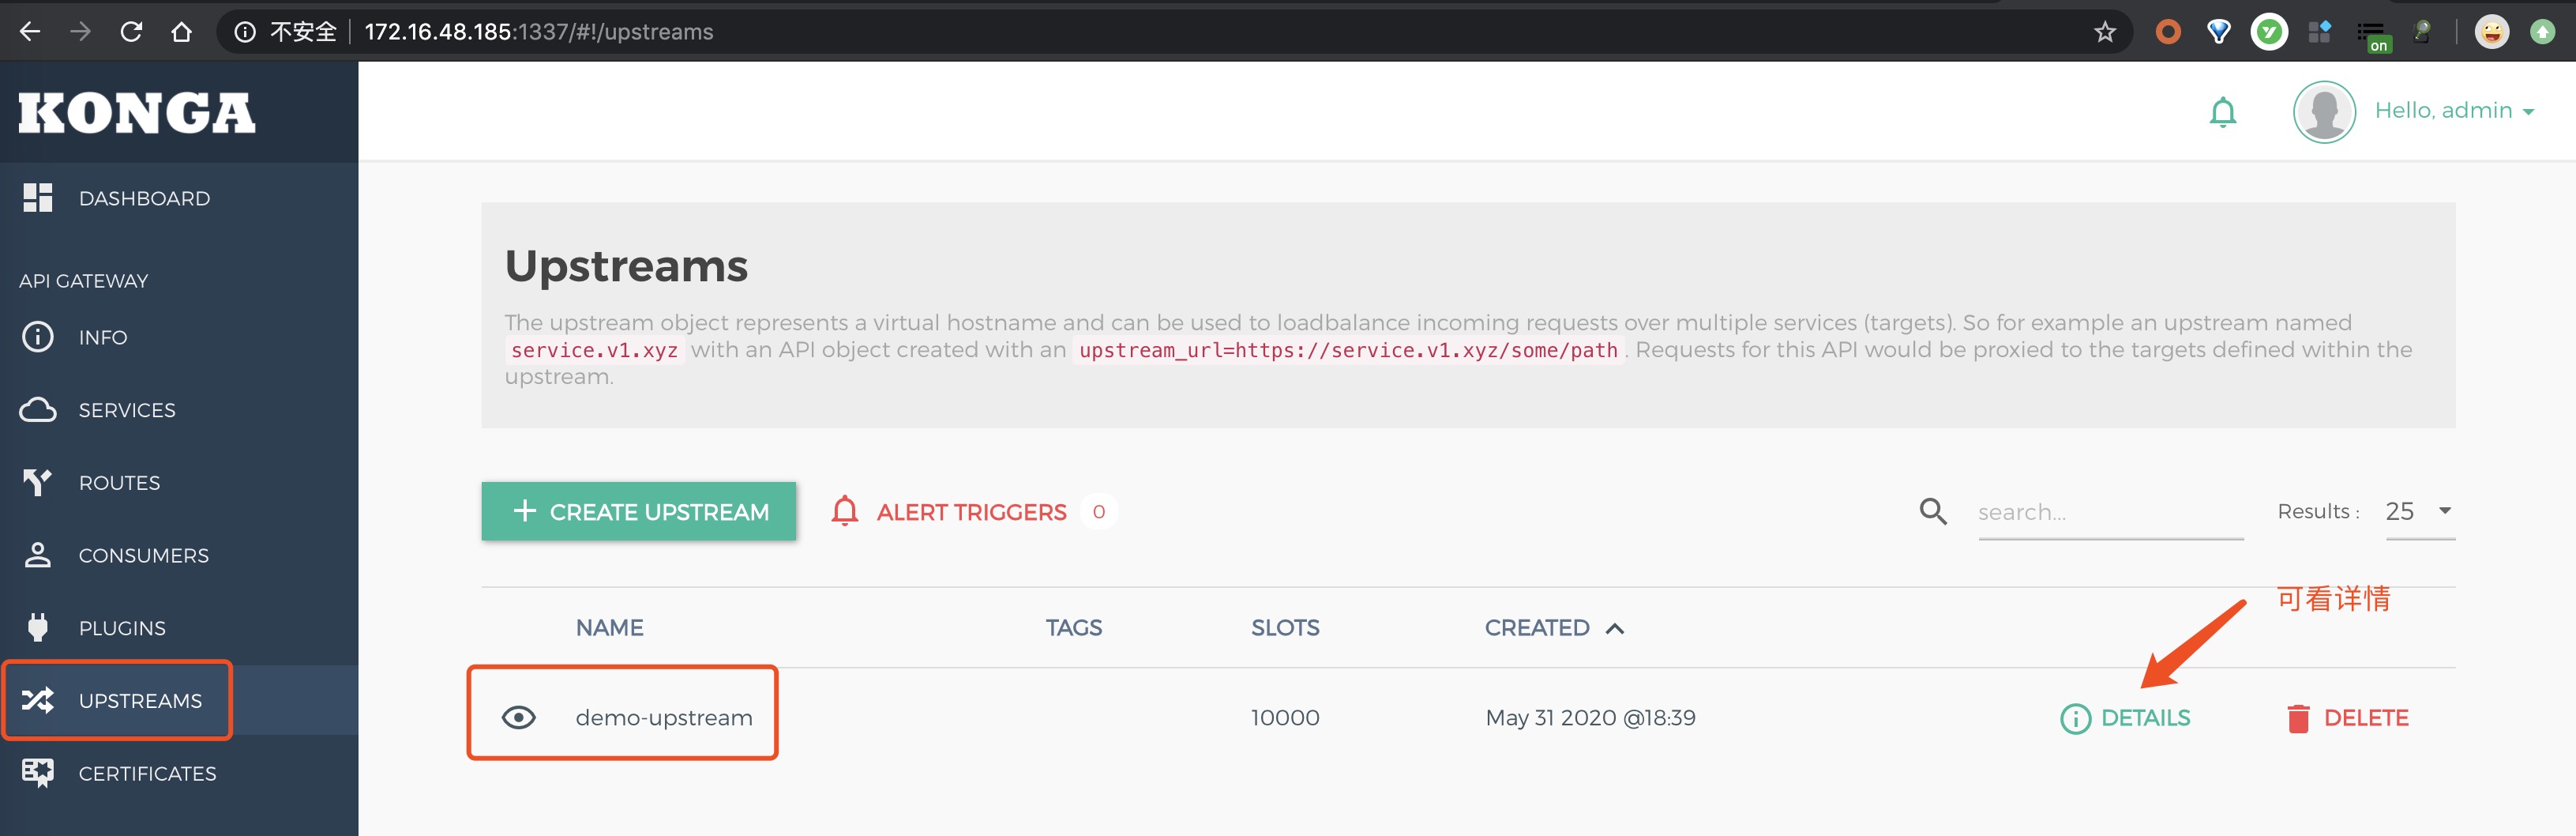 不安全 172.16.48.185:1337/#!/upstreams
on
KONGA
Hello, admin
DASHBOARD
API GATEWAY
INFO
SERVICES
ROUTES
CONSUMERS
PLUGINS
UPSTREAMS
CERTIFICATES
Upstreams
The upstream object represents a virtual hostname and can be used to loadbalance incoming requests over multiple services (targets). So for example an upstream named
service.v1.xyz with an API object created with an upstream_url=https://service.v1.xyz/some/path . Requests for this API would be proxied to the targets defined within the
upstream.
CREATE UPSTREAM ALERT TRIGGERS 0 search... Results : 25
可看详情
NAME TAGS SLOTS CREATED
demo-upstream 10000 May 31 2020 @18:39 DETAILS DELETE